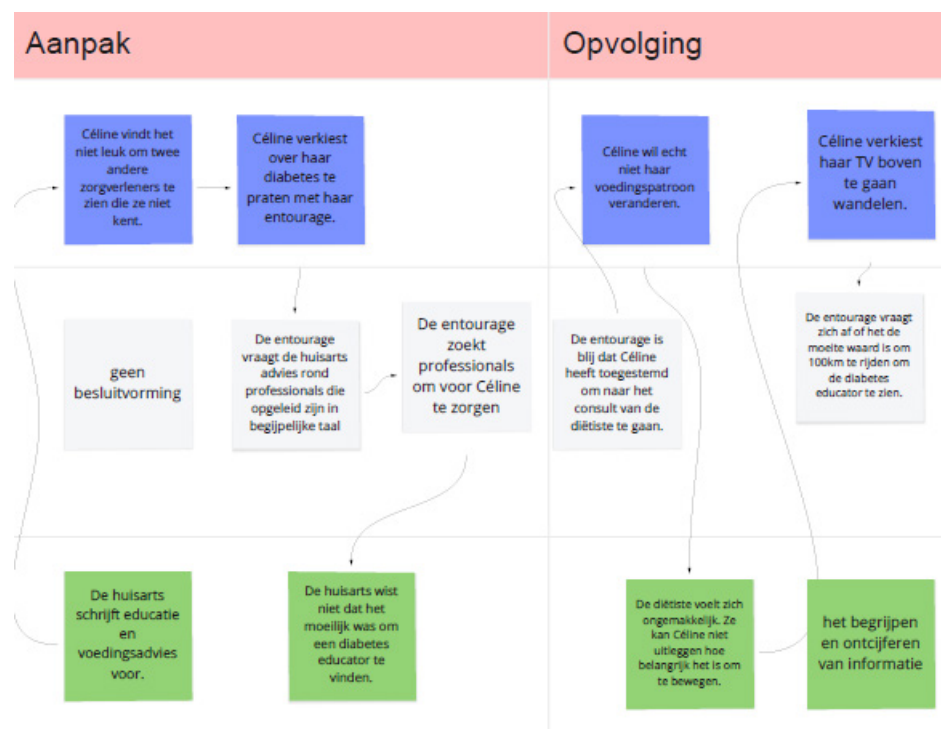 Aanpak
Opvolging
Céline vindt het
niet leuk om twee
andere
zorgverleners te
zien die ze niet
kent.
Céline verkiest
over haar
diabetes te
praten met haar
entourage.
Céline wil echt
niet haar
voedingspatroon
veranderen.
Céline verkiest
haar TV boven
te gaan
wandelen.
geen
besluitvorming
De entourage
vraagt de huisarts
advies rond
professionals die
opgeleid zijn in
begijpelijke taal
De entourage
zoekt
professionals
om voor Céline
te zorgen
De entourage is
blij dat Céline
heeft toegestemd
om naar het
consult van de
diëtiste te gaan.
De entourage vraagt
zich af of het de
moeite waard is om
100km te rijden om
de diabetes
educator te zien.
De huisarts
schrijft educatie
en
voedingsadvies
voor.
De huisarts wist
niet dat het
moeilijk was om
een diabetes
educator te
vinden.
De diëtiste voelt zich
ongemakkelijk. Ze
kan Céline niet
uitleggen hoe
belangrijk het is om
te bewegen.
het begrijpen
en ontcijferen
van informatie